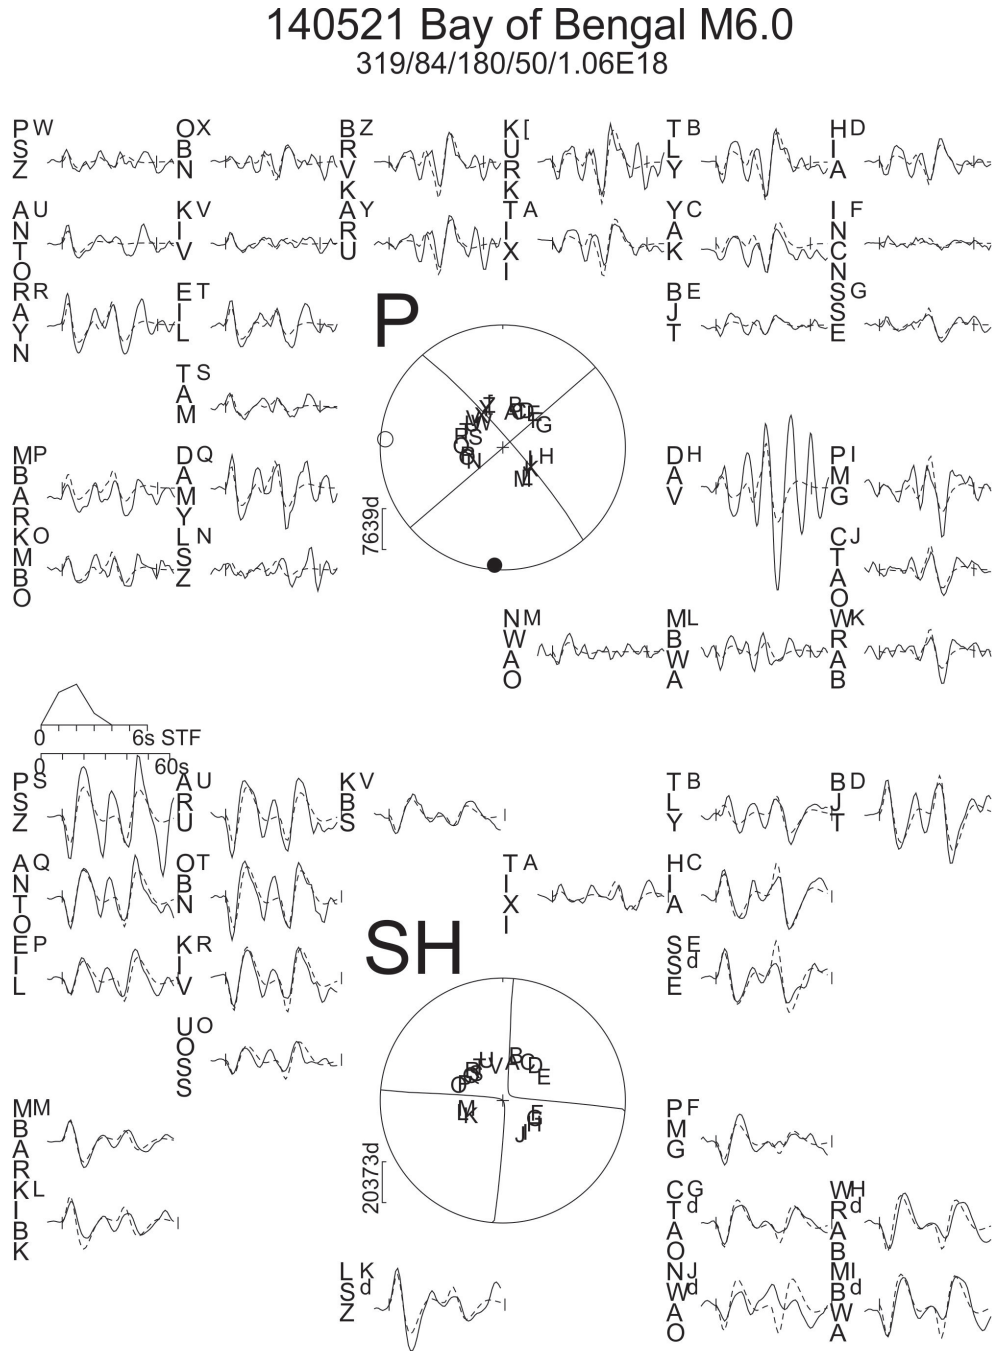 140521 Bay of Bengal M6.0
319/84/180/50/1.06E18
PSZ W
OBN X
BRVK Z
KURK [
TLY B
HIA D
ANTO U
KIV V
ARU Y
TIXI A
YAK C
INCN F
RAYN R
EIL T
P
BJT E
SSE G
TAM S
MBAR P
DAMY Q
7639d
DAV H
PMG I
KMBO O
LSZ N
CTAO J
NWAO M
MBWA L
WRAB K
0 6s STF
0 60s
PSZ S
ARU U
KBS V
TLY B
BJT D
ANTO Q
OBN T
TIXI A
HIA C
SH
EIL P
KIV R
SSE E d
UOSS O
MBAR M
20373d
PMG F
KIBK L
CTAO G d
WRAB H d
LSZ K d
NWAO J d
MBWA I d